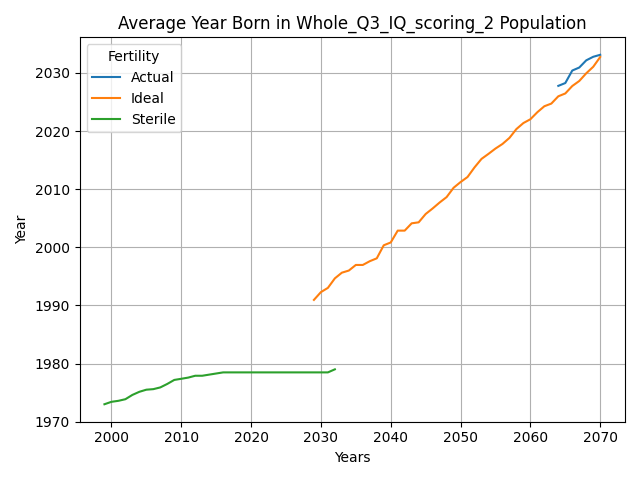 Average Year Born in Whole_Q3_IQ_scoring_2 Population
Fertility
Actual
Ideal
Sterile
Year
2030
2020
2010
2000
1990
1980
1970
2000 2010 2020 2030 2040 2050 2060 2070
Years